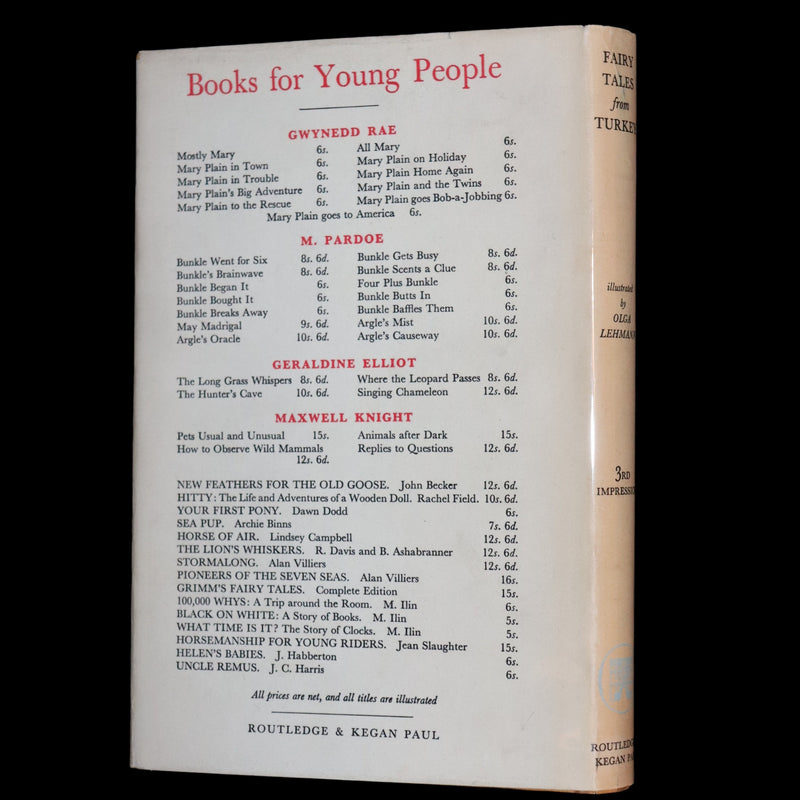 Books for Young People
GWYNEDD RAE
Mostly Mary 6s. All Mary 6s.
Mary Plain in Town 6s. Mary Plain on Holiday 6s.
Mary Plain in Trouble 6s. Mary Plain Home Again 6s.
Mary Plain's Big Adventure 6s. Mary Plain and the Twins 6s.
Mary Plain to the Rescue 6s. Mary Plain goes Bob-a-Jobbing 6s.
Mary Plain goes to America 6s.
M. PARDOE
Bunkle Went for Six 8s. 6d. Bunkle Gets Busy 8s. 6d.
Bunkle's Brainwave 8s. 6d. Bunkle Scents a Clue 8s. 6d.
Bunkle Began It 6s. Four Plus Bunkle 6s.
Bunkle Bought It 6s. Bunkle Butts In 6s.
Bunkle Breaks Away 6s. Bunkle Baffles Them 6s.
May Madrigal 9s. 6d. Argle's Mist 10s. 6d.
Argle's Oracle 10s. 6d. Argle's Causeway 10s. 6d.
GERALDINE ELLIOT
The Long Grass Whispers 8s. 6d. Where the Leopard Passes 8s. 6d.
The Hunter's Cave 10s. 6d. Singing Chameleon 12s. 6d.
MAXWELL KNIGHT
Pets Usual and Unusual 15s. Animals after Dark 15s.
How to Observe Wild Mammals Replies to Questions 12s. 6d.
12s. 6d.
NEW FEATHERS FOR THE OLD GOOSE. John Becker 12s. 6d.
HITTY: The Life and Adventures of a Wooden Doll. Rachel Field. 10s. 6d.
YOUR FIRST PONY. Dawn Dodd 6s.
SEA PUP. Archie Binns 7s. 6d.
HORSE OF AIR. Lindsey Campbell 12s. 6d.
THE LION'S WHISKERS. R. Davis and B. Ashabranner 12s. 6d.
STORMALONG. Alan Villiers 12s. 6d.
PIONEERS OF THE SEVEN SEAS. Alan Villiers 16s.
GRIMM'S FAIRY TALES. Complete Edition 15s.
100,000 WHYS: A Trip around the Room. M. Ilin 6s.
BLACK ON WHITE: A Story of Books. M. Ilin 5s.
WHAT TIME IS IT? The Story of Clocks. M. Ilin 5s.
HORSEMANSHIP FOR YOUNG RIDERS. Jean Slaughter 15s.
HELEN'S BABIES. J. Habberton 6s.
UNCLE REMUS. J. C. Harris 6s.
All prices are net, and all titles are illustrated
ROUTLEDGE & KEGAN PAUL
FAIRY
TALES
from
TURKEY
illustrated
by
OLGA
LEHMANN
3RD
IMPRESSION
ROUTLEDGE
KEGAN PA